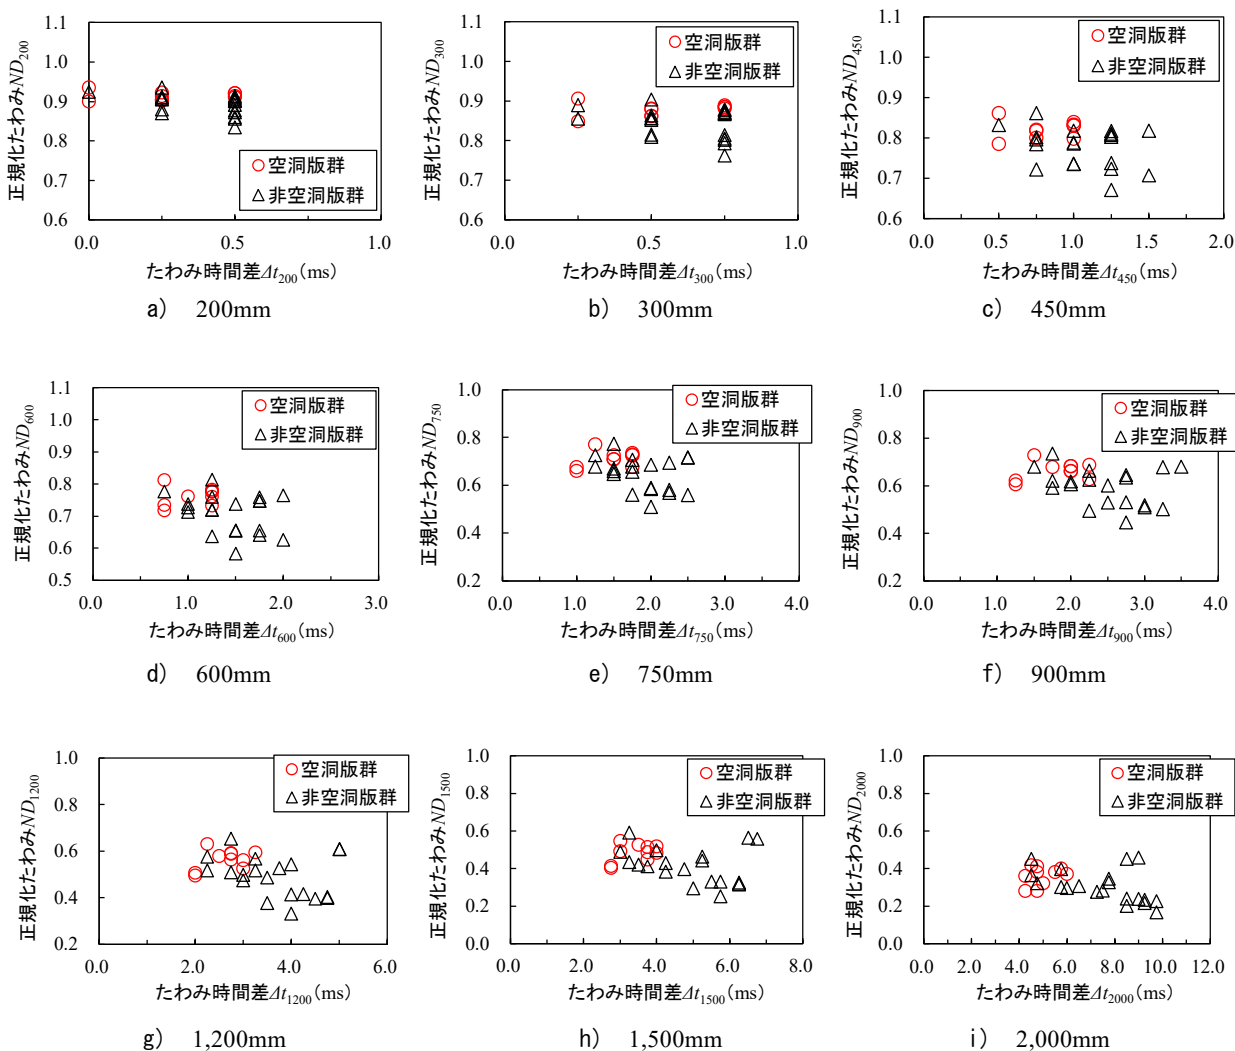 1.1
1.0
0.9
0.8
0.7
0.6
0.0
0.5
1.0
正規化たわみND200
たわみ時間差Δt200(ms)
空洞版群
非空洞版群
a) 200mm
1.1
1.0
0.9
0.8
0.7
0.6
0.0
0.5
1.0
正規化たわみND300
たわみ時間差Δt300(ms)
空洞版群
非空洞版群
b) 300mm
1.1
1.0
0.9
0.8
0.7
0.6
0.0
0.5
1.0
1.5
2.0
正規化たわみND450
たわみ時間差Δt450(ms)
空洞版群
非空洞版群
c) 450mm
1.1
1.0
0.9
0.8
0.7
0.6
0.5
0.0
1.0
2.0
3.0
正規化たわみND600
たわみ時間差Δt600(ms)
空洞版群
非空洞版群
d) 600mm
1.0
0.8
0.6
0.4
0.2
0.0
1.0
2.0
3.0
4.0
正規化たわみND750
たわみ時間差Δt750(ms)
空洞版群
非空洞版群
e) 750mm
1.0
0.8
0.6
0.4
0.2
0.0
1.0
2.0
3.0
4.0
正規化たわみND900
たわみ時間差Δt900(ms)
空洞版群
非空洞版群
f) 900mm
1.0
0.8
0.6
0.4
0.2
0.0
2.0
4.0
6.0
正規化たわみND1200
たわみ時間差Δt1200(ms)
空洞版群
非空洞版群
g) 1,200mm
1.0
0.8
0.6
0.4
0.2
0.0
0.0
2.0
4.0
6.0
8.0
正規化たわみND1500
たわみ時間差Δt1500(ms)
空洞版群
非空洞版群
h) 1,500mm
1.0
0.8
0.6
0.4
0.2
0.0
0.0
2.0
4.0
6.0
8.0
10.0
12.0
正規化たわみND2000
たわみ時間差Δt2000(ms)
空洞版群
非空洞版群
i) 2,000mm